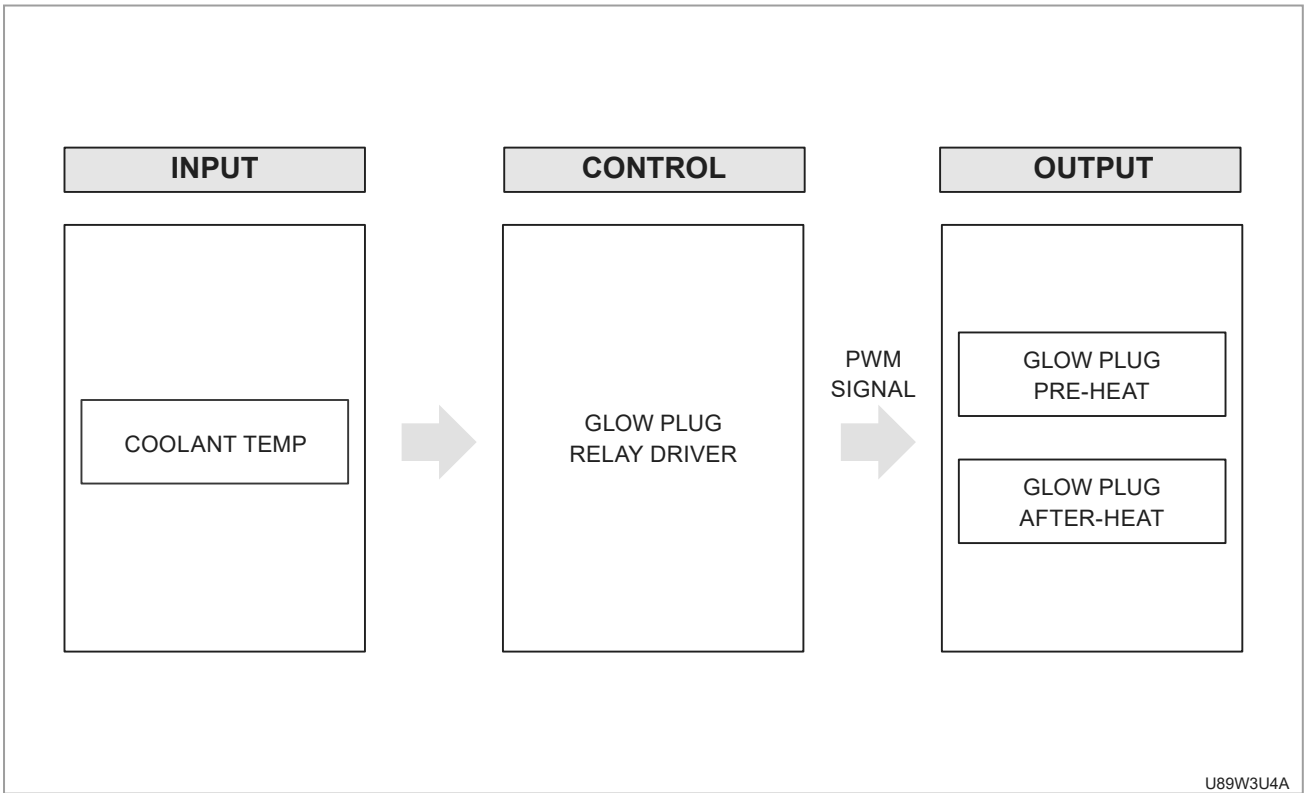 INPUT
COOLANT TEMP
CONTROL
GLOW PLUG
RELAY DRIVER
PWM
SIGNAL
OUTPUT
GLOW PLUG
PRE-HEAT
GLOW PLUG
AFTER-HEAT
U89W3U4A